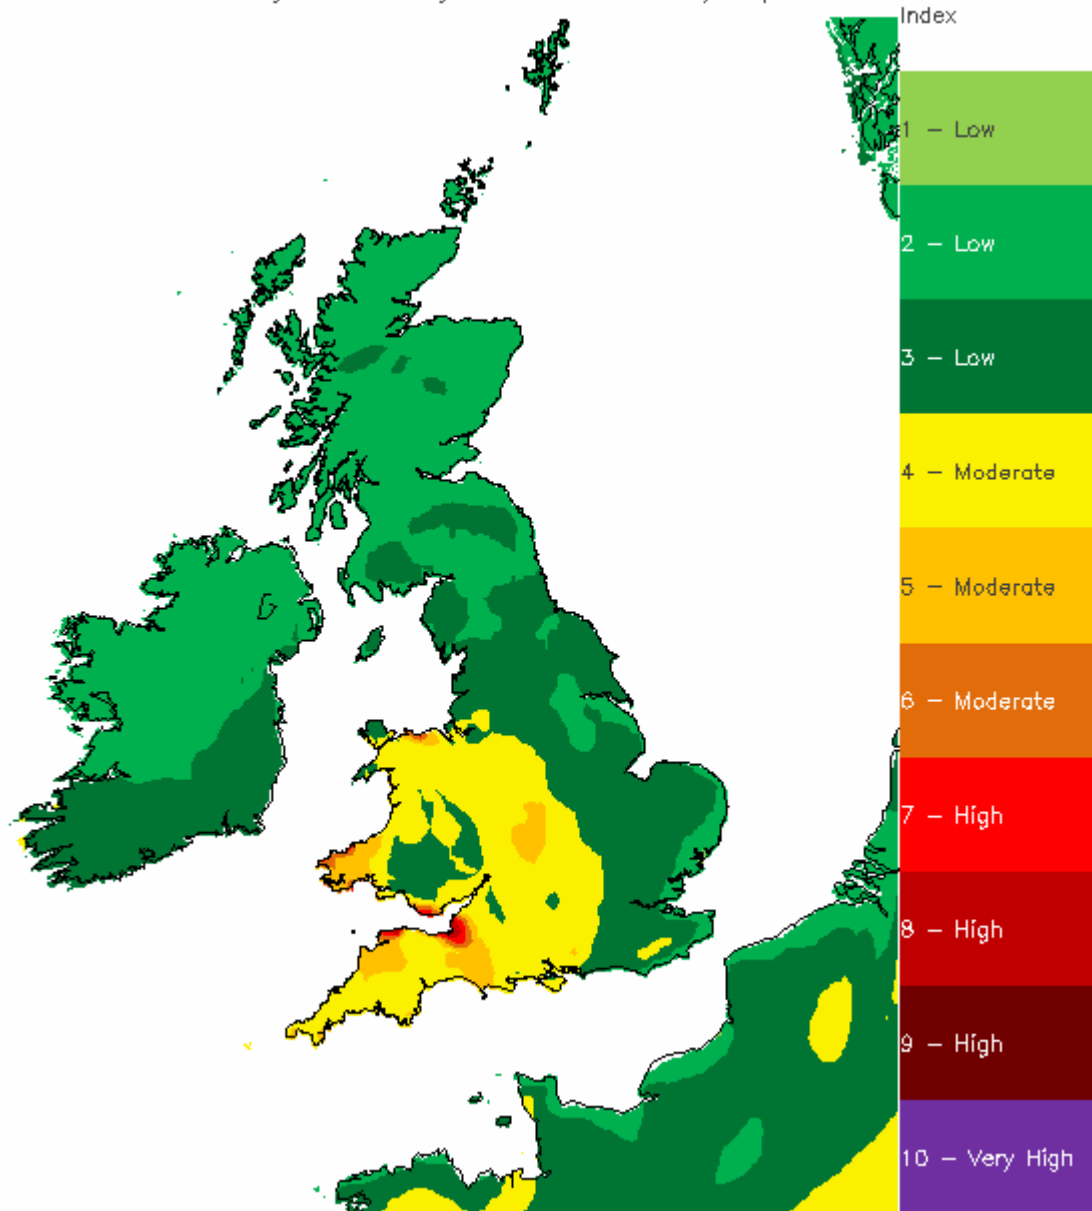 Index
1 – Low
2 – Low
3 – Low
4 – Moderate
5 – Moderate
6 – Moderate
7 – High
8 – High
9 – High
10 – Very High